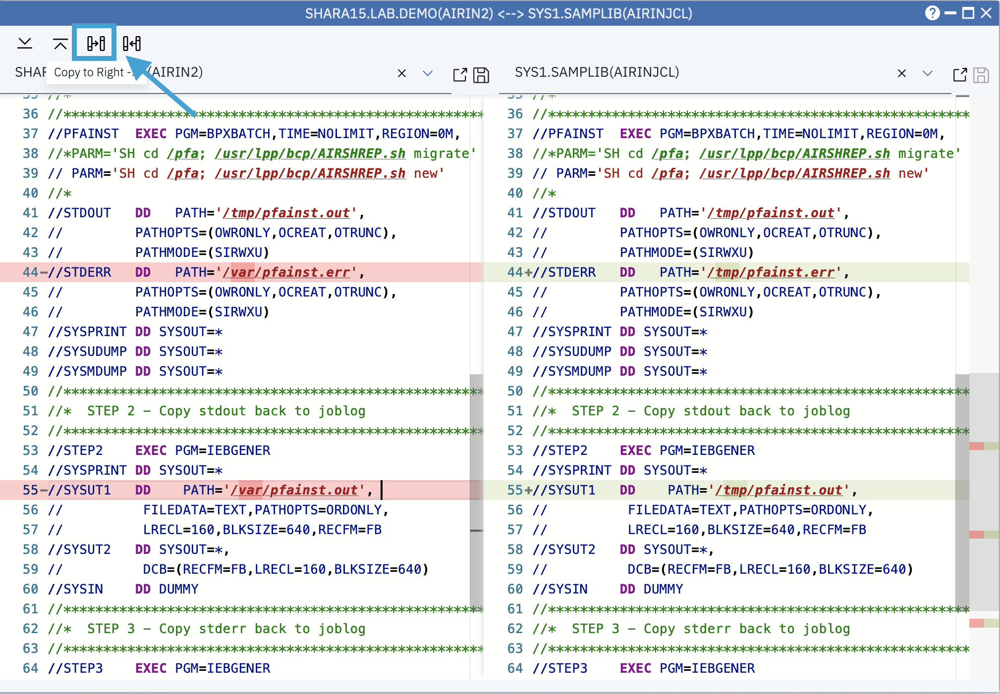 SHARA15.LAB.DEMO(AIRIN2) <--> SYS1.SAMPLIB(AIRINJCL)
Copy to Right -
(AIRIN2)
36 //*****************************************************
37 //PFAINST  EXEC PGM=BPXBATCH,TIME=NOLIMIT,REGION=0M,
38 //*PARM='SH cd /pfa; /usr/lpp/bcp/AIRSHREP.sh migrate'
39 // PARM='SH cd /pfa; /usr/lpp/bcp/AIRSHREP.sh new'
40 //*
41 //STDOUT   DD   PATH='/tmp/pfainst.out',
42 //         PATHOPTS=(OWRONLY,OCREAT,OTRUNC),
43 //         PATHMODE=(SIRWXU)
44−//STDERR   DD   PATH='/var/pfainst.err',
45 //         PATHOPTS=(OWRONLY,OCREAT,OTRUNC),
46 //         PATHMODE=(SIRWXU)
47 //SYSPRINT DD SYSOUT=*
48 //SYSUDUMP DD SYSOUT=*
49 //SYSMDUMP DD SYSOUT=*
50 //*****************************************************
51 //*  STEP 2 – Copy stdout back to joblog
52 //*****************************************************
53 //STEP2    EXEC PGM=IEBGENER
54 //SYSPRINT DD SYSOUT=*
55−//SYSUT1   DD    PATH='/var/pfainst.out',
56 //          FILEDATA=TEXT,PATHOPTS=ORDONLY,
57 //          LRECL=160,BLKSIZE=640,RECFM=FB
58 //SYSUT2   DD SYSOUT=*,
59 //          DCB=(RECFM=FB,LRECL=160,BLKSIZE=640)
60 //SYSIN    DD DUMMY
61 //*****************************************************
62 //*  STEP 3 – Copy stderr back to joblog
63 //*****************************************************
64 //STEP3    EXEC PGM=IEBGENER
SYS1.SAMPLIB(AIRINJCL)
36 //*****************************************************
37 //PFAINST  EXEC PGM=BPXBATCH,TIME=NOLIMIT,REGION=0M,
38 //*PARM='SH cd /pfa; /usr/lpp/bcp/AIRSHREP.sh migrate'
39 // PARM='SH cd /pfa; /usr/lpp/bcp/AIRSHREP.sh new'
40 //*
41 //STDOUT   DD   PATH='/tmp/pfainst.out',
42 //         PATHOPTS=(OWRONLY,OCREAT,OTRUNC),
43 //         PATHMODE=(SIRWXU)
44+//STDERR   DD   PATH='/tmp/pfainst.err',
45 //         PATHOPTS=(OWRONLY,OCREAT,OTRUNC),
46 //         PATHMODE=(SIRWXU)
47 //SYSPRINT DD SYSOUT=*
48 //SYSUDUMP DD SYSOUT=*
49 //SYSMDUMP DD SYSOUT=*
50 //*****************************************************
51 //*  STEP 2 – Copy stdout back to joblog
52 //*****************************************************
53 //STEP2    EXEC PGM=IEBGENER
54 //SYSPRINT DD SYSOUT=*
55+//SYSUT1   DD    PATH='/tmp/pfainst.out',
56 //          FILEDATA=TEXT,PATHOPTS=ORDONLY,
57 //          LRECL=160,BLKSIZE=640,RECFM=FB
58 //SYSUT2   DD SYSOUT=*,
59 //          DCB=(RECFM=FB,LRECL=160,BLKSIZE=640)
60 //SYSIN    DD DUMMY
61 //*****************************************************
62 //*  STEP 3 – Copy stderr back to joblog
63 //*****************************************************
64 //STEP3    EXEC PGM=IEBGENER